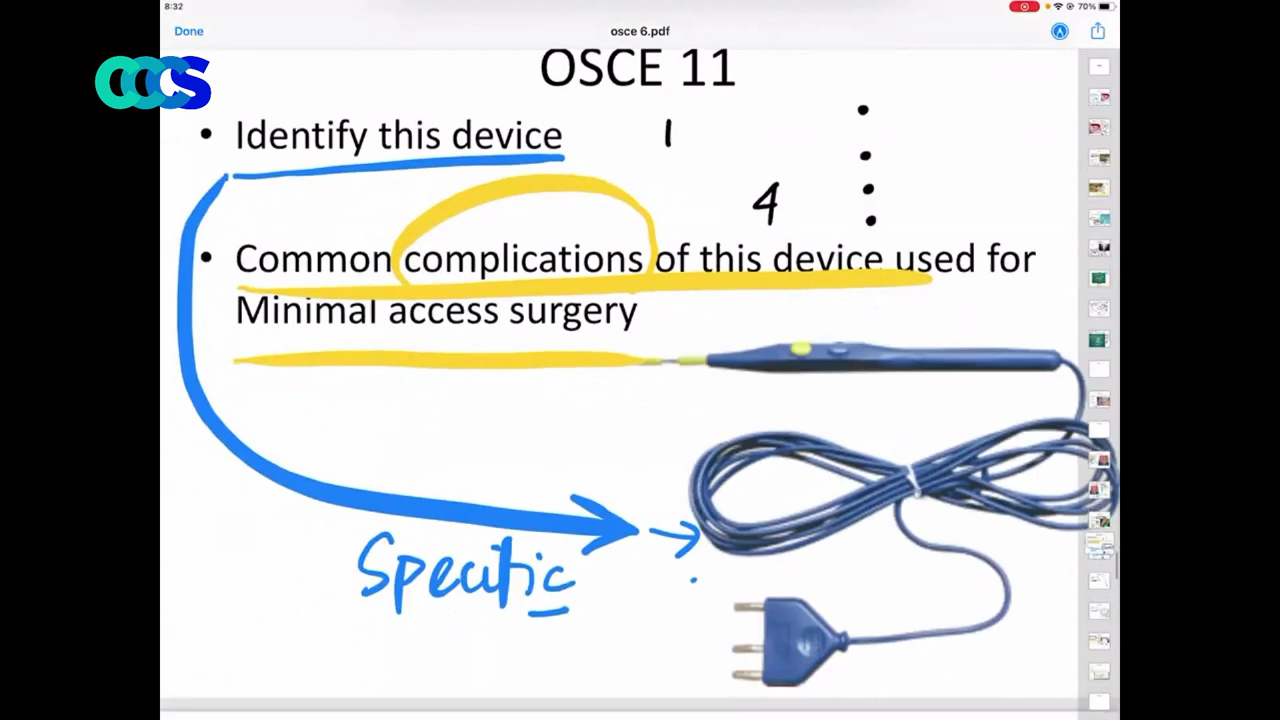 8:32
70%
Done
osce 6.pdf
CCCS
OSCE 11
• Identify this device
1
4
• Common complications of this device used for
Minimal access surgery
Specific